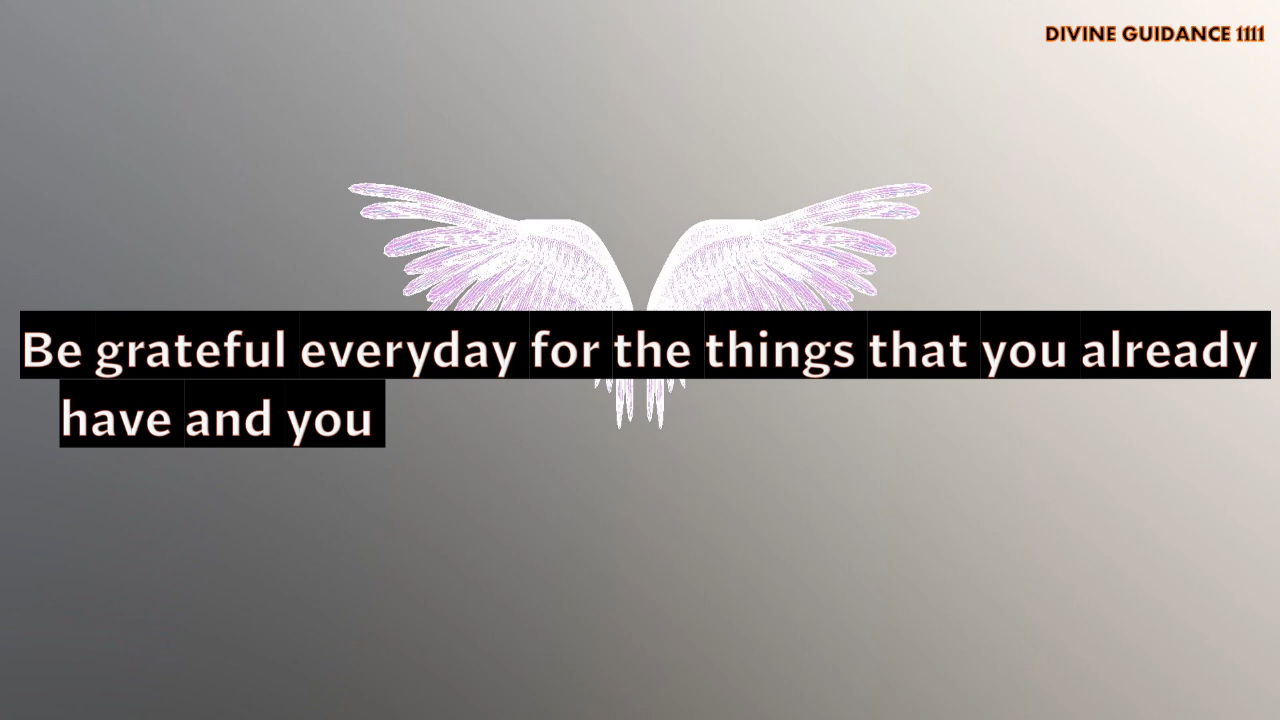 DIVINE GUIDANCE 1111
Be grateful everyday for the things that you already
have and you